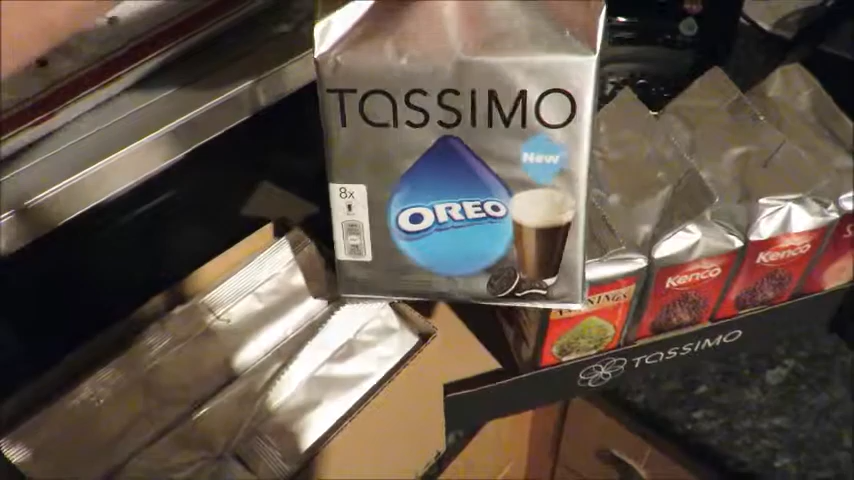 TASSIMO
New
8x
OREO
Kenco
Kenco
TASSIMO